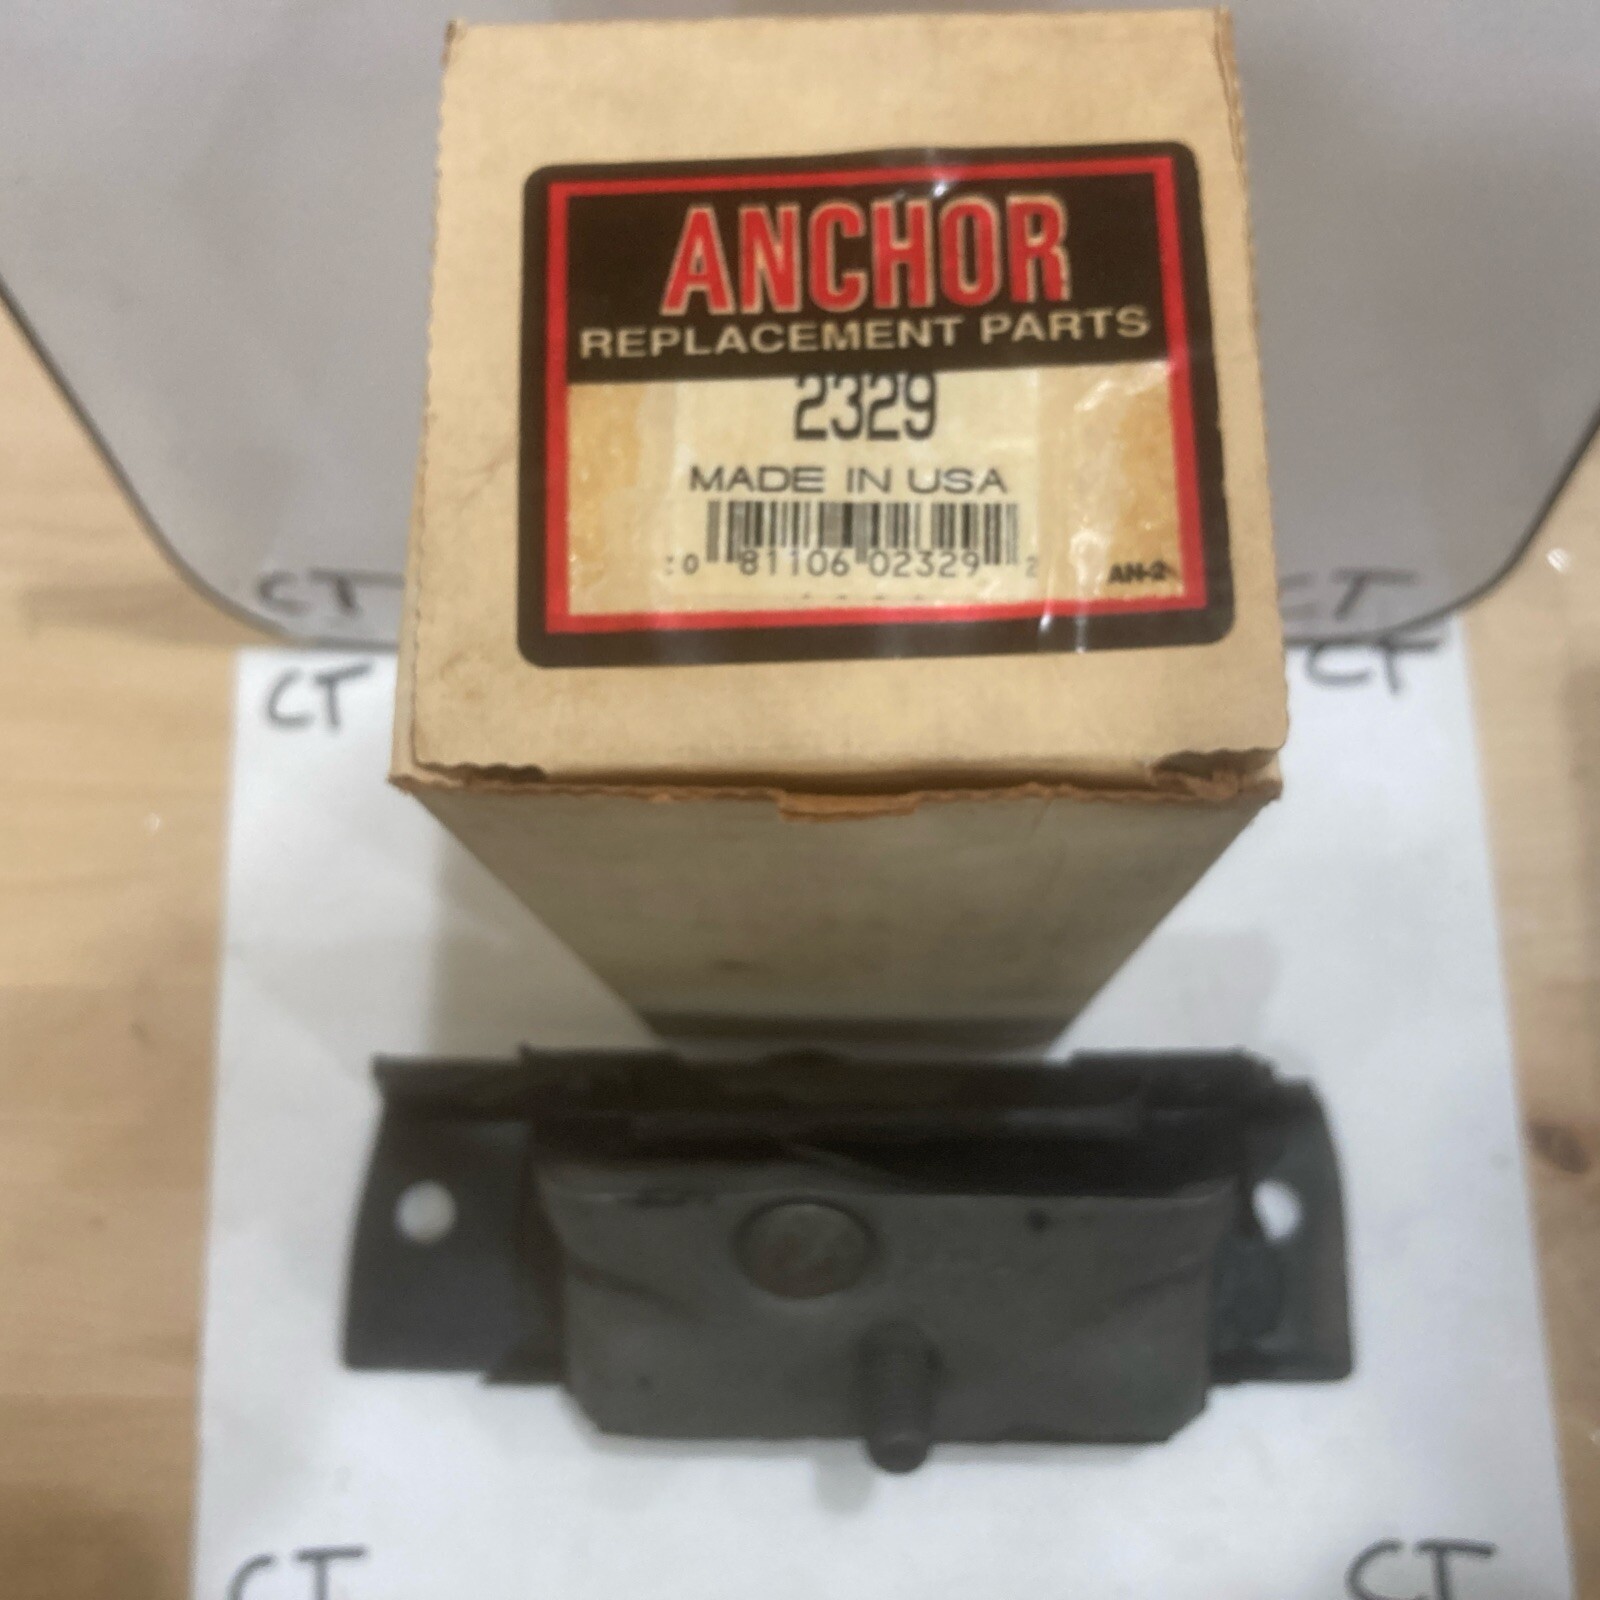 ANCHOR
REPLACEMENT PARTS
2329
MADE IN USA
0 81106 02329 2
AN-2
CT CT
CT CT
CT CT